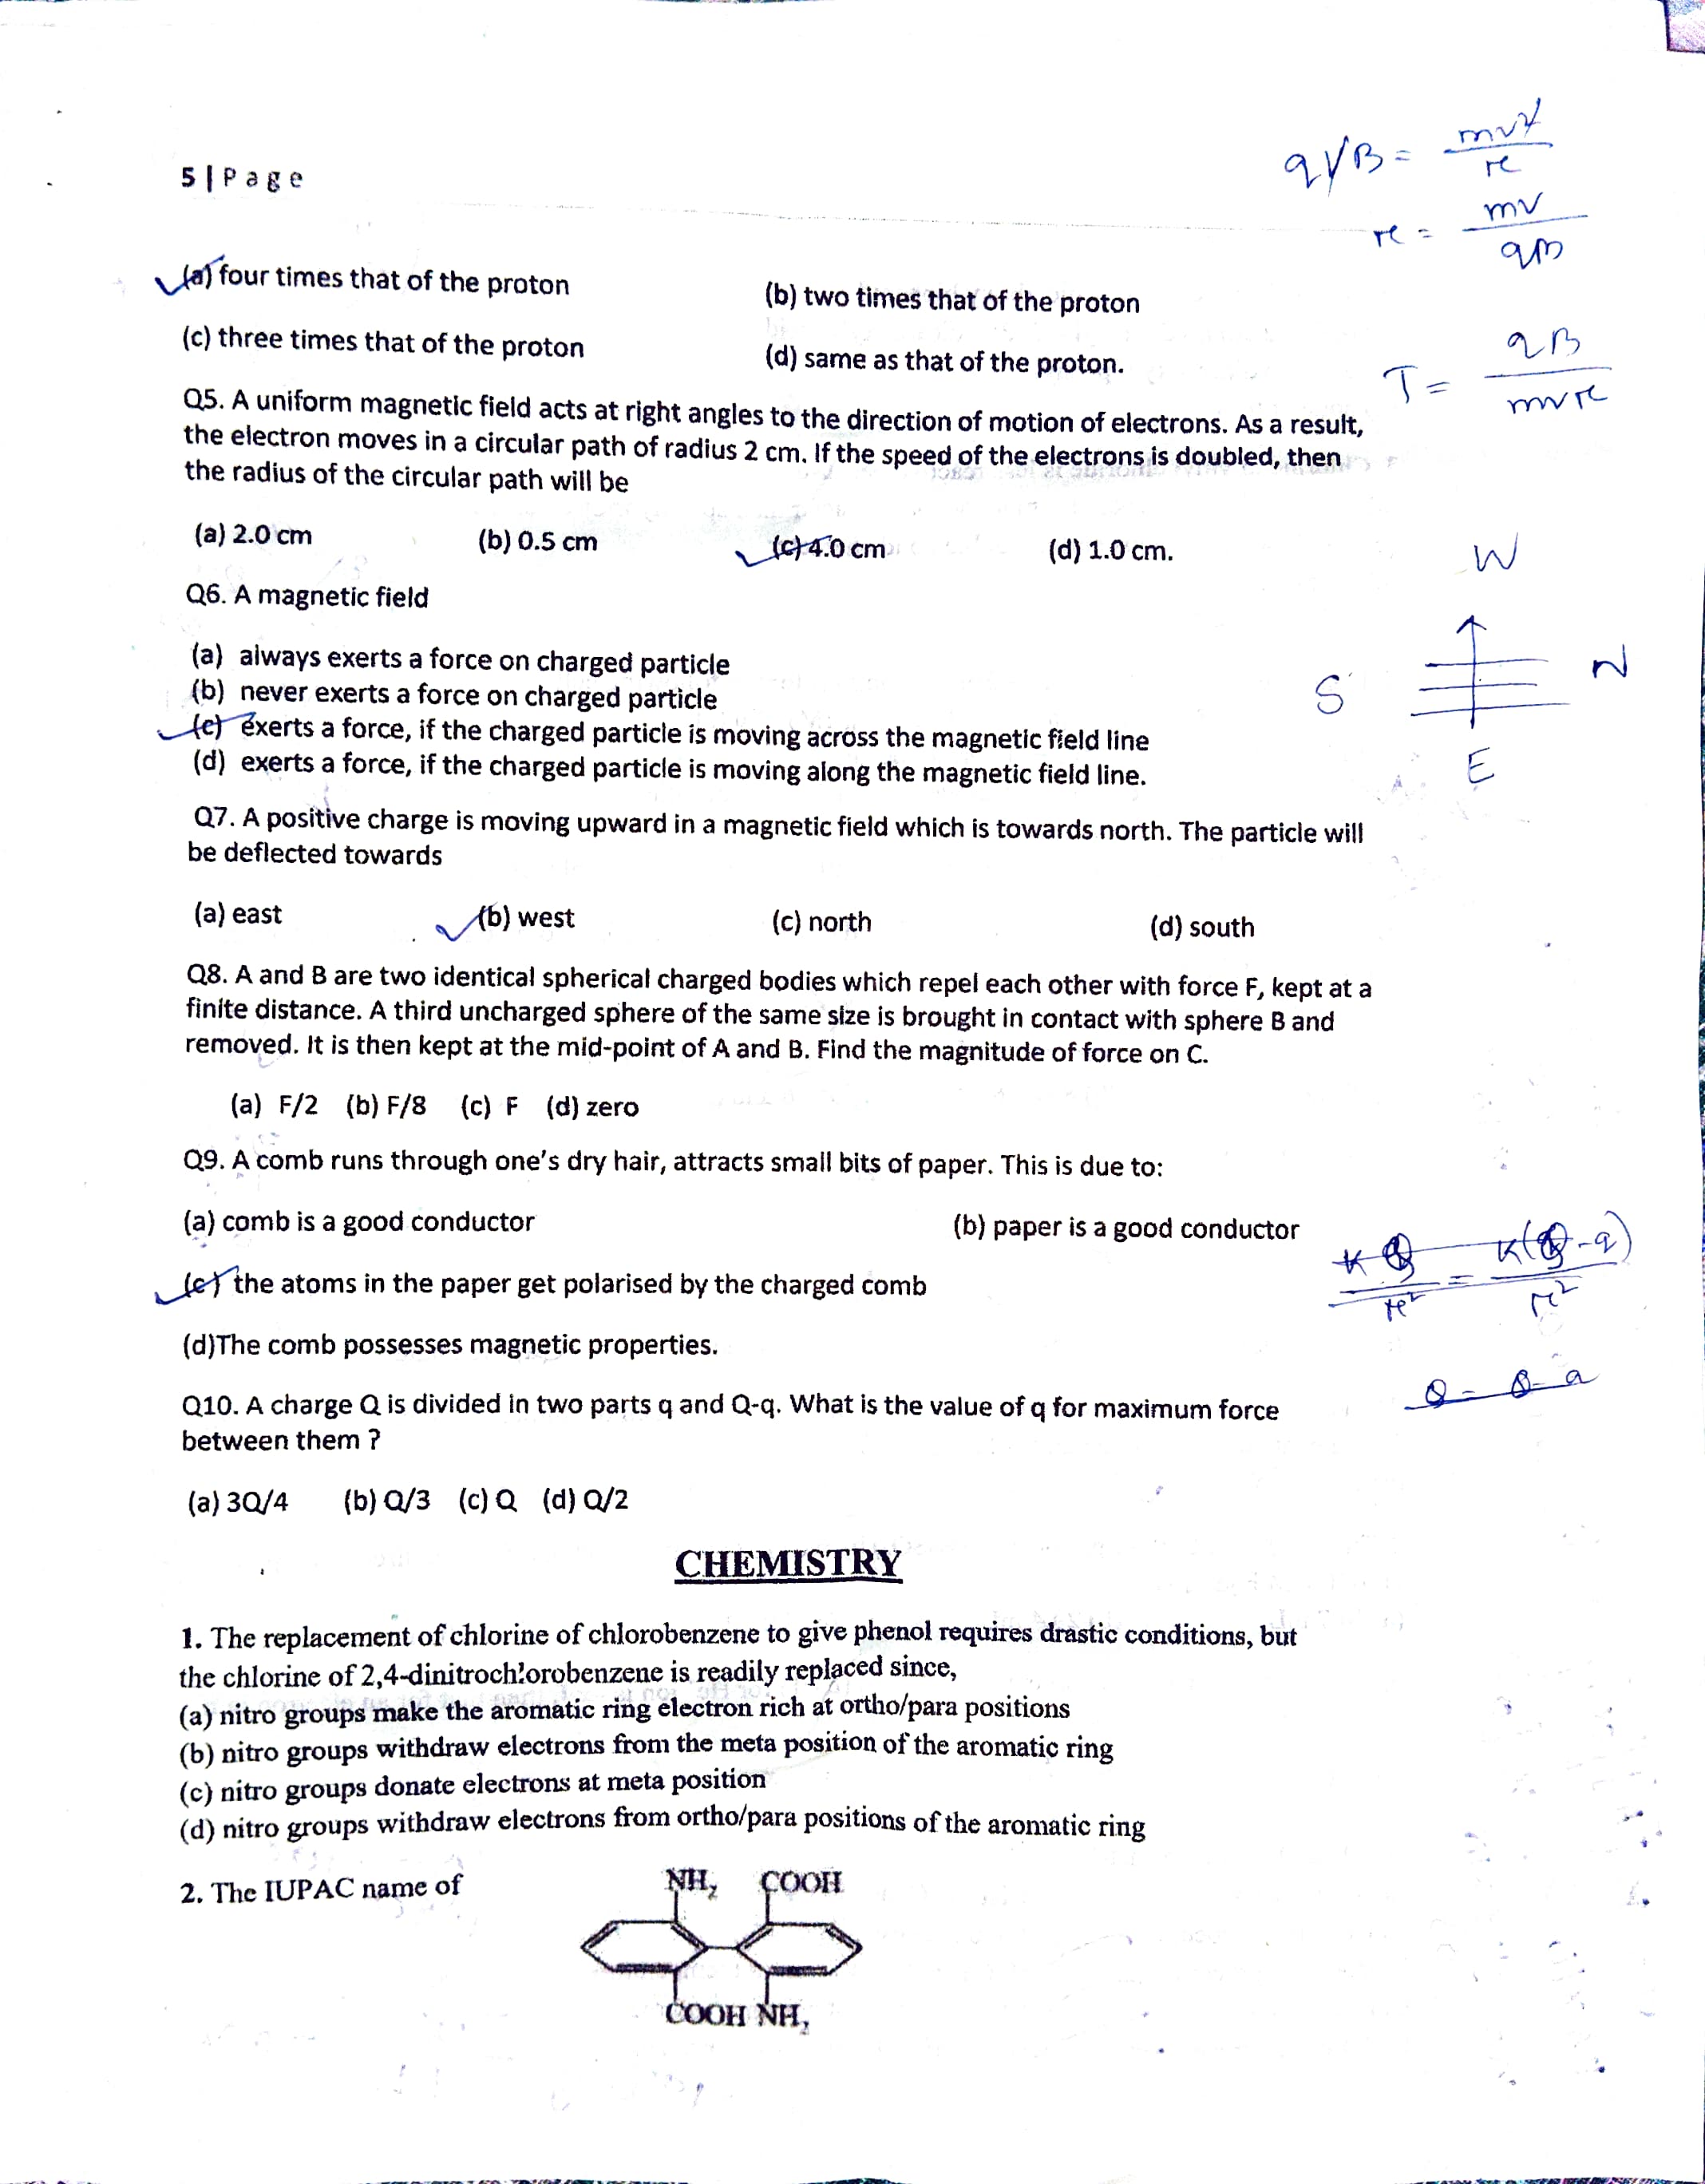 5 | P a g e
qVB = mv²/r
r = mv/qB
(a) four times that of the proton
(b) two times that of the proton
(c) three times that of the proton
(d) same as that of the proton.
T = qB/mvr
Q5. A uniform magnetic field acts at right angles to the direction of motion of electrons. As a result,
the electron moves in a circular path of radius 2 cm. If the speed of the electrons is doubled, then
the radius of the circular path will be
(a) 2.0 cm (b) 0.5 cm (c) 4.0 cm (d) 1.0 cm.
W
Q6. A magnetic field
(a) always exerts a force on charged particle
S N
(b) never exerts a force on charged particle
(c) exerts a force, if the charged particle is moving across the magnetic field line
(d) exerts a force, if the charged particle is moving along the magnetic field line.
E
Q7. A positive charge is moving upward in a magnetic field which is towards north. The particle will
be deflected towards
(a) east (b) west (c) north (d) south
Q8. A and B are two identical spherical charged bodies which repel each other with force F, kept at a
finite distance. A third uncharged sphere of the same size is brought in contact with sphere B and
removed. It is then kept at the mid-point of A and B. Find the magnitude of force on C.
(a) F/2 (b) F/8 (c) F (d) zero
Q9. A comb runs through one's dry hair, attracts small bits of paper. This is due to:
(a) comb is a good conductor (b) paper is a good conductor
KQ/r² = K(Q-q)/r²
(c) the atoms in the paper get polarised by the charged comb
(d)The comb possesses magnetic properties.
Q10. A charge Q is divided in two parts q and Q-q. What is the value of q for maximum force
between them ?
(a) 3Q/4 (b) Q/3 (c) Q (d) Q/2
CHEMISTRY
1. The replacement of chlorine of chlorobenzene to give phenol requires drastic conditions, but
the chlorine of 2,4-dinitrochlorobenzene is readily replaced since,
(a) nitro groups make the aromatic ring electron rich at ortho/para positions
(b) nitro groups withdraw electrons from the meta position of the aromatic ring
(c) nitro groups donate electrons at meta position
(d) nitro groups withdraw electrons from ortho/para positions of the aromatic ring
2. The IUPAC name of
NH₂ COOH
COOH NH₂